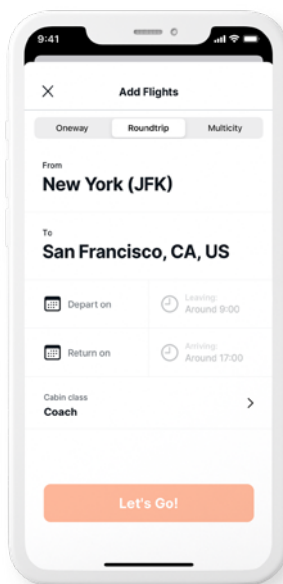 9:41
Add Flights
Oneway Roundtrip Multicity
From
New York (JFK)
To
San Francisco, CA, US
Depart on
Leaving:
Around 9:00
Return on
Arriving:
Around 17:00
Cabin class
Coach
Let's Go!